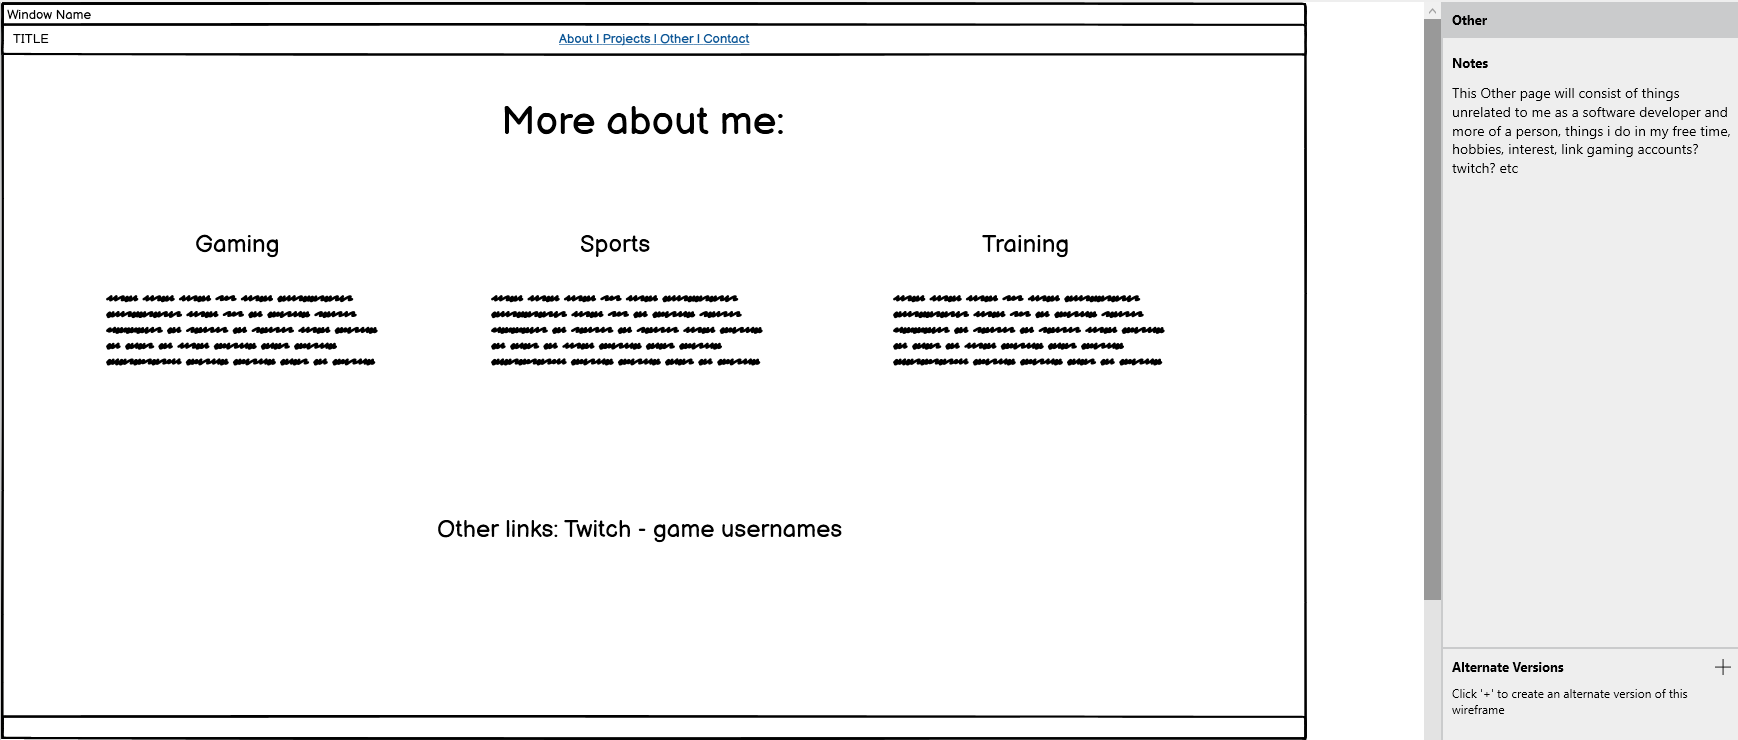 Window Name
TITLE
About | Projects | Other | Contact
More about me:
Gaming
Sports
Training
Other links: Twitch - game usernames
Other
Notes
This Other page will consist of things
unrelated to me as a software developer and
more of a person, things i do in my free time,
hobbies, interest, link gaming accounts?
twitch? etc
Alternate Versions
Click '+' to create an alternate version of this
wireframe